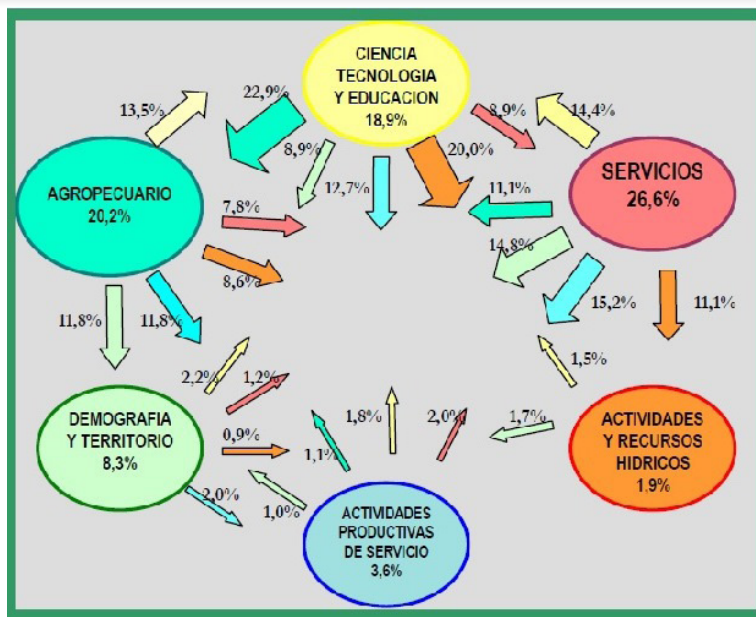 CIENCIA
TECNOLOGIA
Y EDUCACION
18,9%
13,5%
22,9%
8,9%
14,4%
8,9%
20,0%
12,7%
AGROPECUARIO
20,2%
SERVICIOS
26,6%
7,8%
11,1%
8,6%
14,8%
11,8%
11,8%
15,2%
11,1%
2,2%
1,2%
1,5%
DEMOGRAFIA
Y TERRITORIO
8,3%
0,9%
1,1%
1,8%
2,0%
1,7%
ACTIVIDADES
Y RECURSOS
HIDRICOS
1,9%
2,0%
1,0%
ACTIVIDADES
PRODUCTIVAS
DE SERVICIO
3,6%